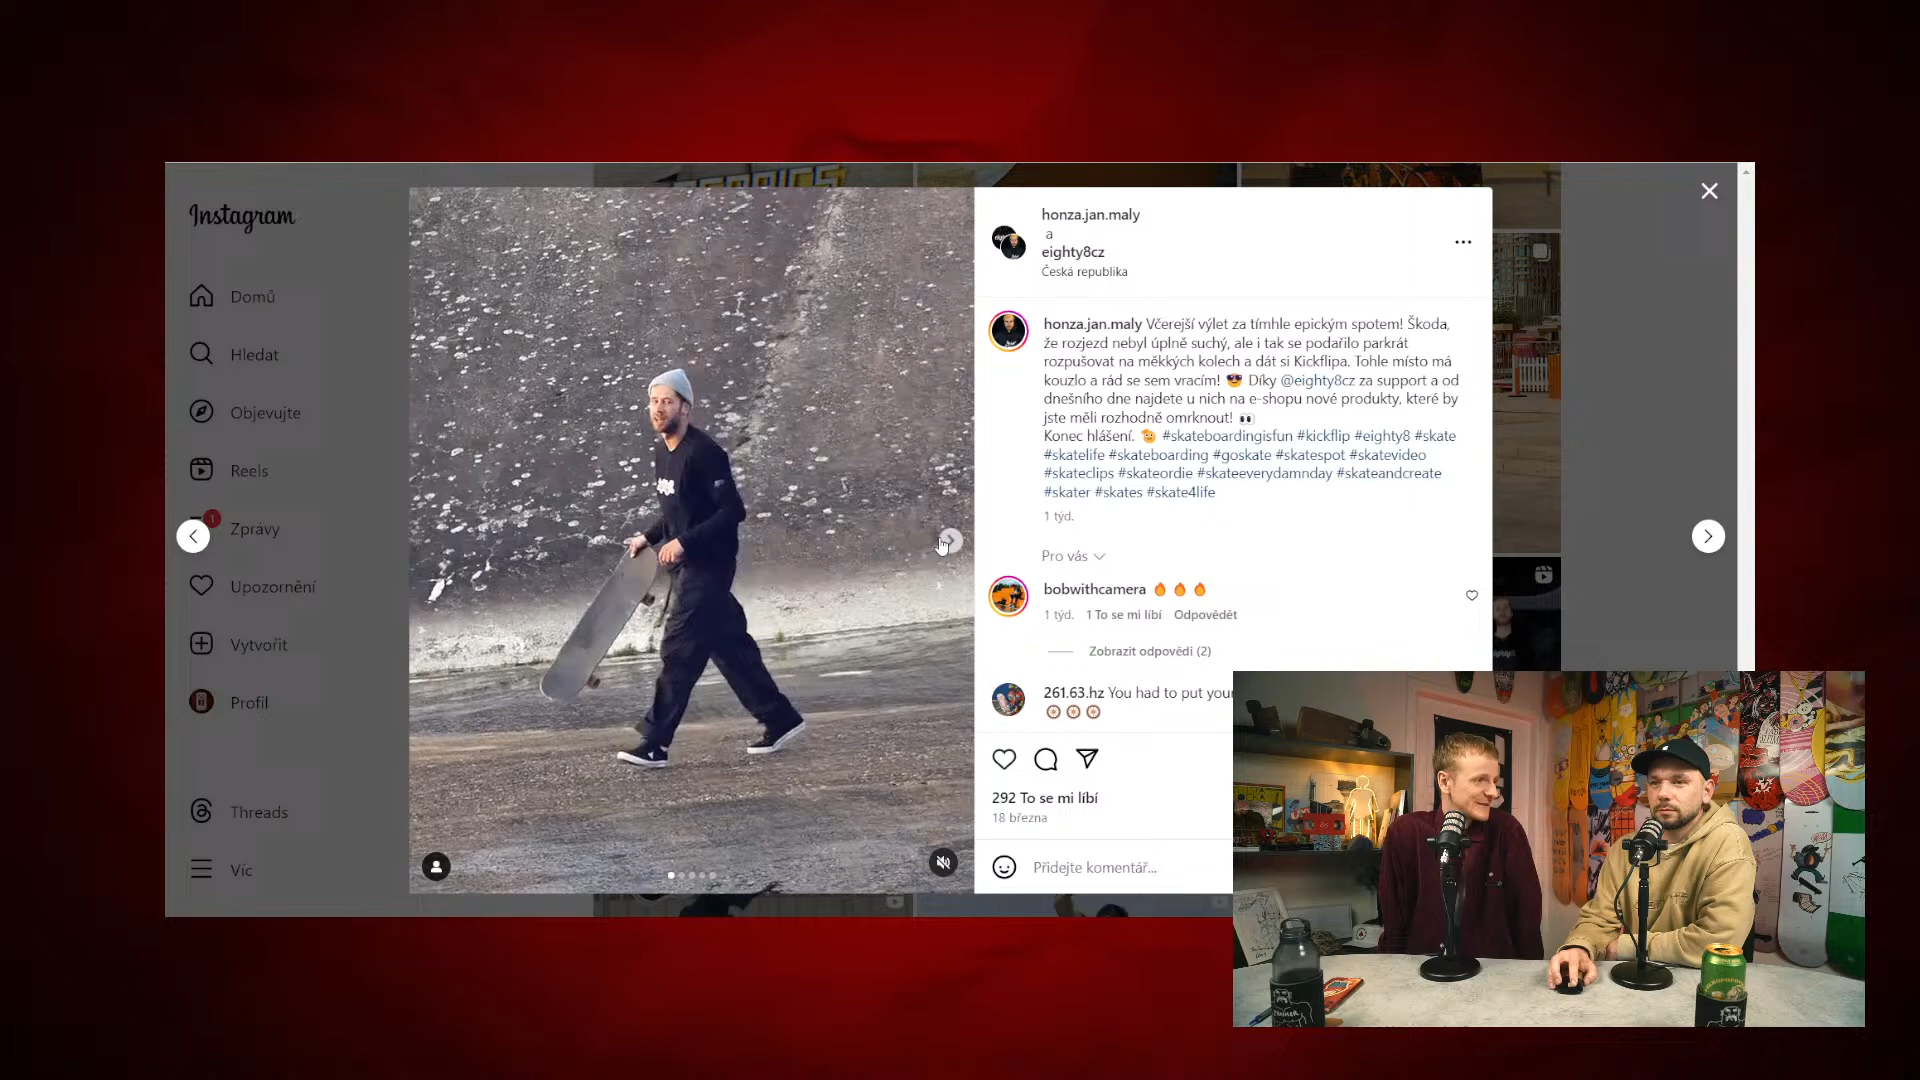 Instagram
Domů
Hledat
Objevujte
Reels
1
Zprávy
Upozornění
Vytvořit
Profil
Threads
Víc
honza.jan.maly
a
eighty8cz
Česká republika
honza.jan.maly Včerejší výlet za tímhle epickým spotem! Škoda,
že rozjezd nebyl úplně suchý, ale i tak se podařilo parkrát
rozpušovat na měkkých kolech a dát si Kickflipa. Tohle místo má
kouzlo a rád se sem vracím! 😎 Díky @eighty8cz za support a od
dnešního dne najdete u nich na e-shopu nové produkty, které by
jste měli rozhodně omrknout! 👀
Konec hlášení. 🫡 #skateboardingisfun #kickflip #eighty8 #skate
#skatelife #skateboarding #goskate #skatespot #skatevideo
#skateclips #skateordie #skateeverydamnday #skateandcreate
#skater #skates #skate4life
1 týd.
Pro vás
bobwithcamera 🔥 🔥 🔥
1 týd. 1 To se mi líbí Odpovědět
Zobrazit odpovědi (2)
261.63.hz You had to put your
292 To se mi líbí
18 března
Přidejte komentář...